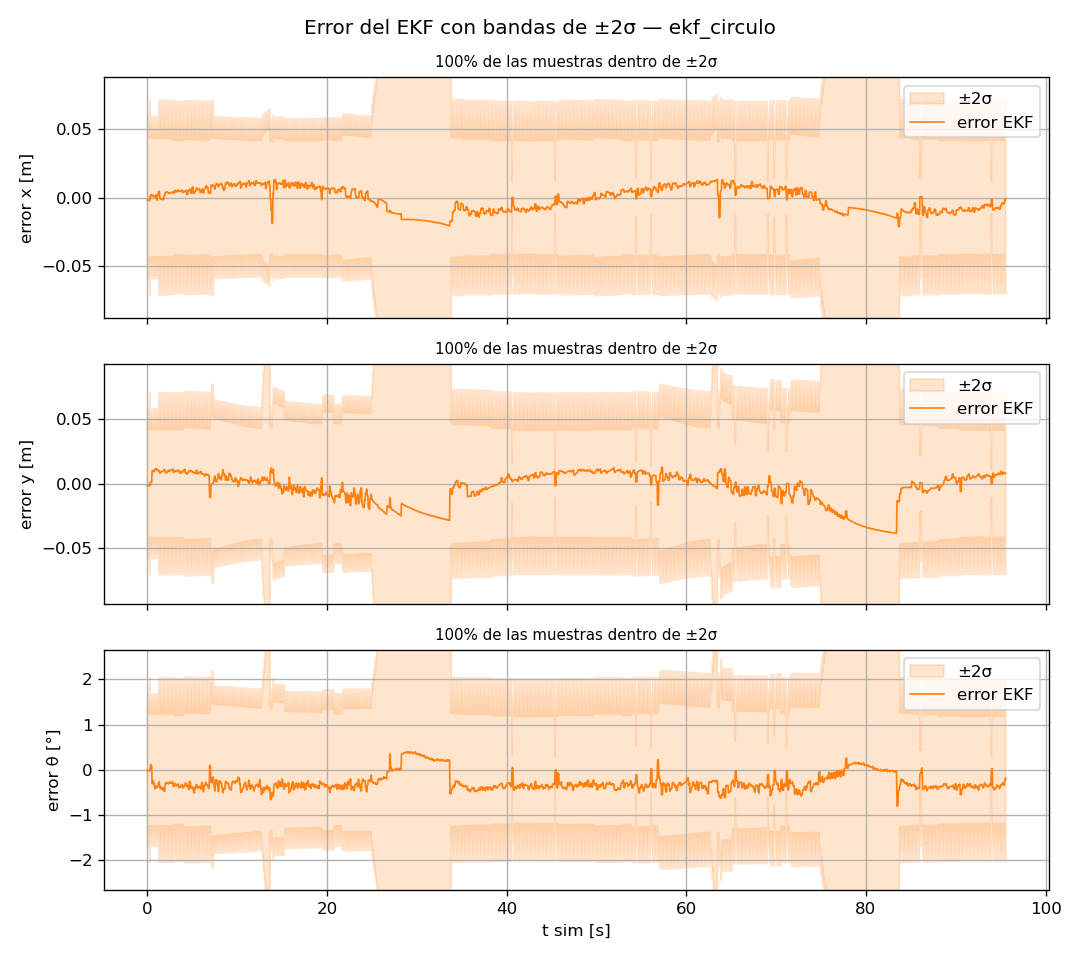 Error del EKF con bandas de ±2σ — ekf_circulo
100% de las muestras dentro de ±2σ
0.05
0.00
−0.05
error x [m]
±2σ
error EKF
100% de las muestras dentro de ±2σ
0.05
0.00
−0.05
error y [m]
±2σ
error EKF
100% de las muestras dentro de ±2σ
2
1
0
−1
−2
error θ [°]
±2σ
error EKF
0 20 40 60 80 100
t sim [s]